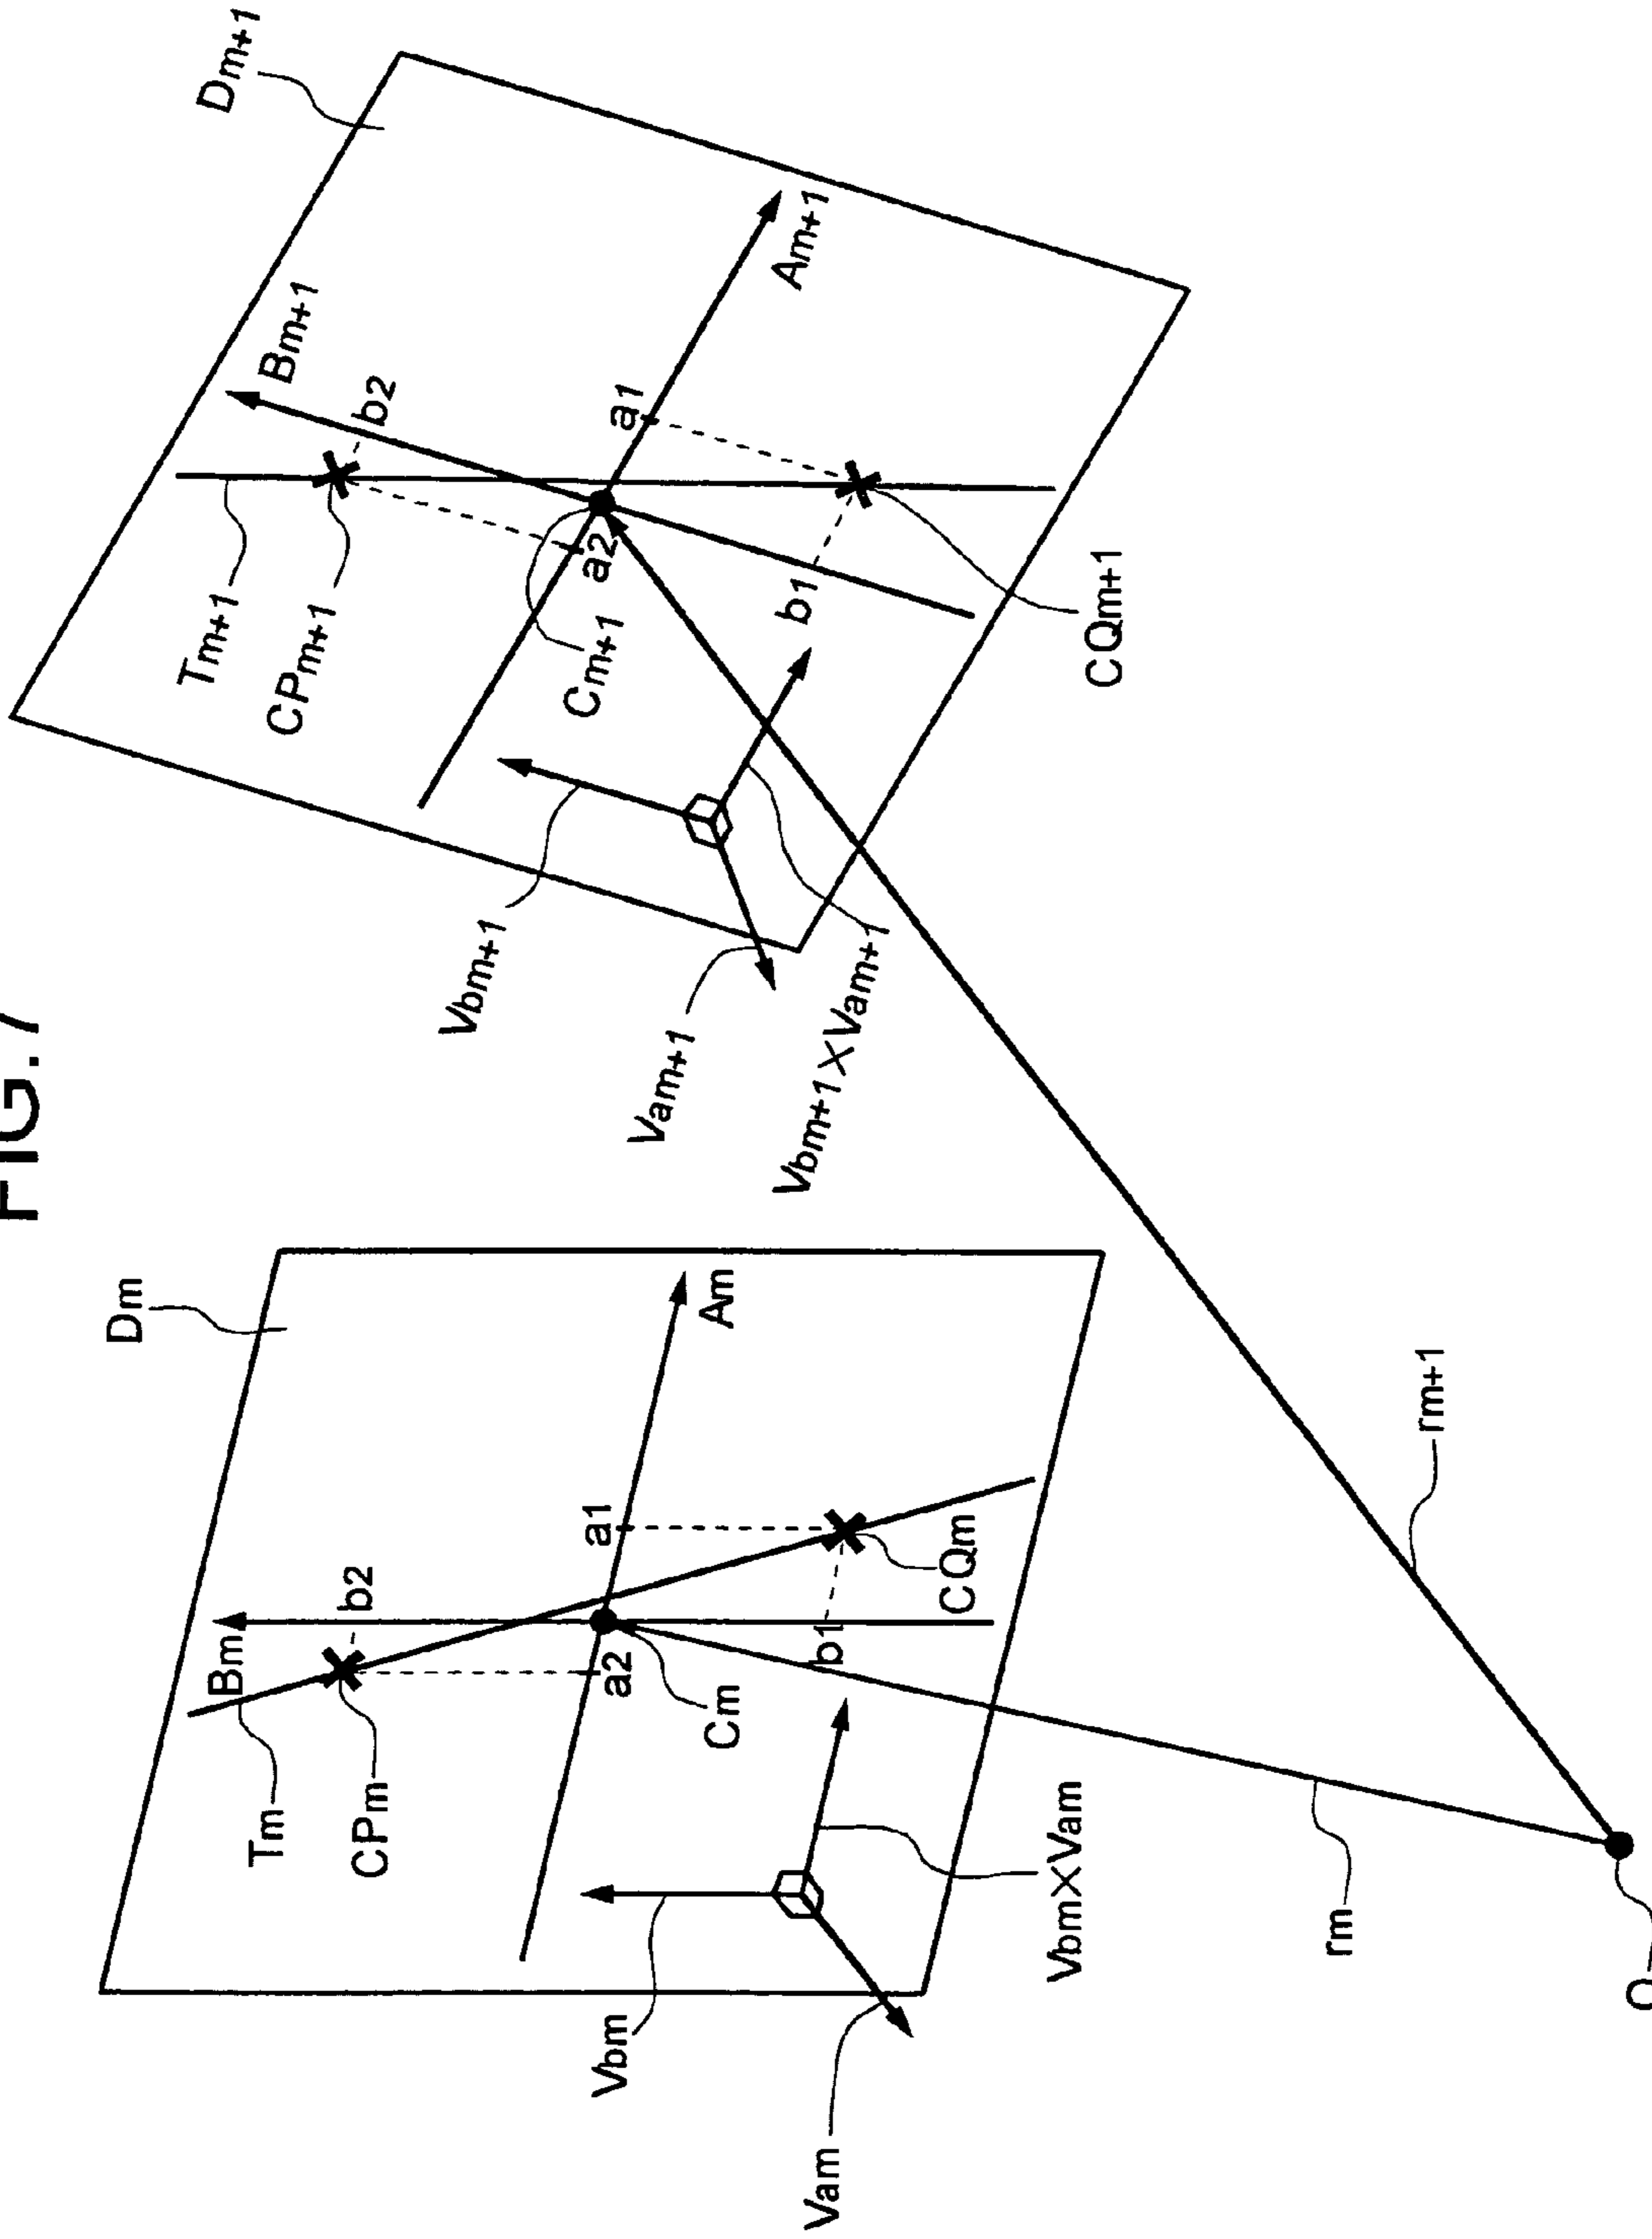 FIG.7
Dm
Bm
b2
Tm
CPm
a1
Am
a2
Cm
b1
CQm
Vbm
Vam
Vbm×Vam
rm
O
Dm+1
Bm+1
b2
Tm+1
CPm+1
a1
Am+1
a2
Cm+1
b1
CQm+1
Vbm+1
Vam+1
Vbm+1×Vam+1
rm+1